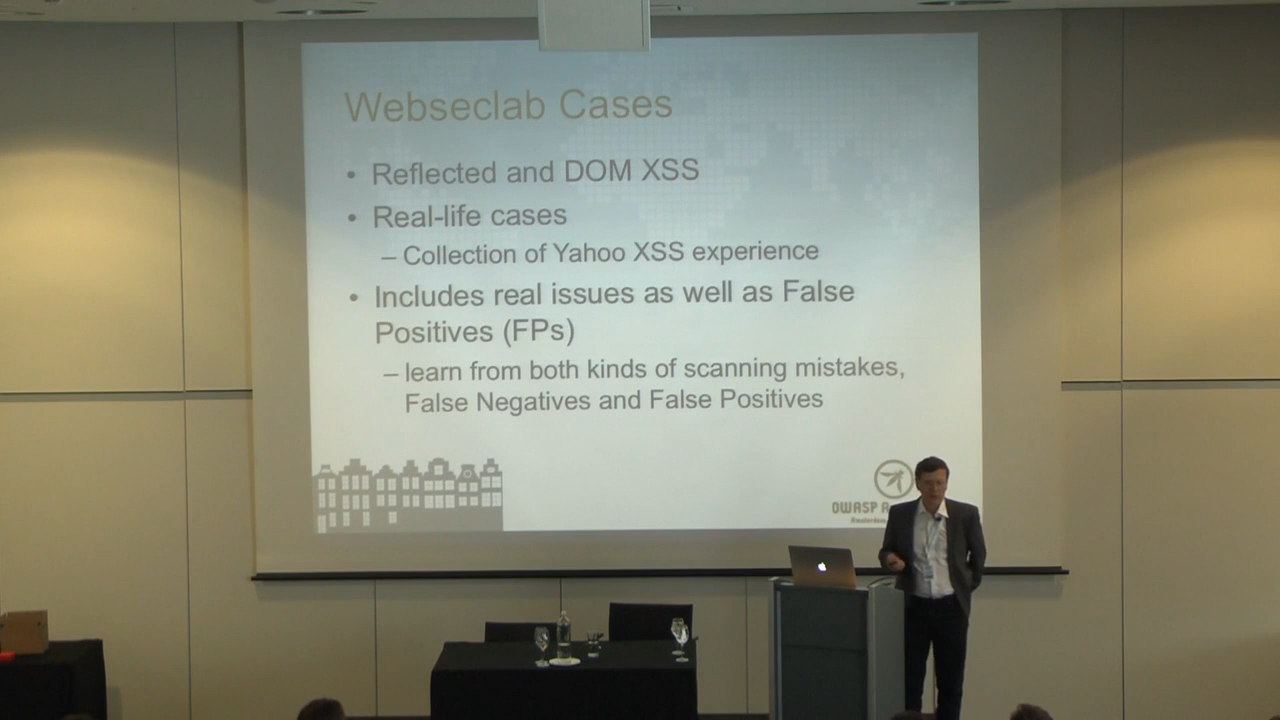 Webseclab Cases
• Reflected and DOM XSS
• Real-life cases
– Collection of Yahoo XSS experience
• Includes real issues as well as False
Positives (FPs)
– learn from both kinds of scanning mistakes,
False Negatives and False Positives
OWASP
Amsterdam